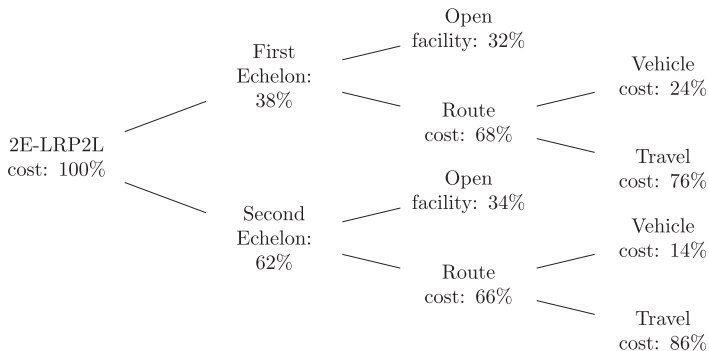 2E-LRP2L
cost: 100%
First
Echelon:
38%
Open
facility: 32%
Route
cost: 68%
Vehicle
cost: 24%
Travel
cost: 76%
Second
Echelon:
62%
Open
facility: 34%
Route
cost: 66%
Vehicle
cost: 14%
Travel
cost: 86%